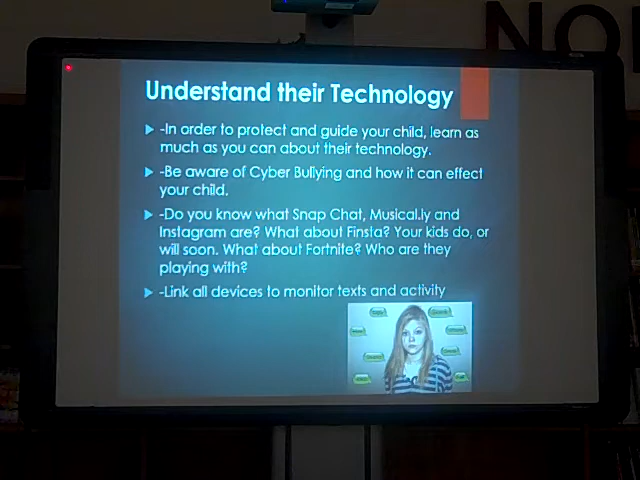 NO
Understand their Technology
-In order to protect and guide your child, learn as
much as you can about their technology.
-Be aware of Cyber Bullying and how it can effect
your child.
-Do you know what Snap Chat, Musical.ly and
Instagram are? What about Finsta? Your kids do, or
will soon. What about Fortnite? Who are they
playing with?
-Link all devices to monitor texts and activity